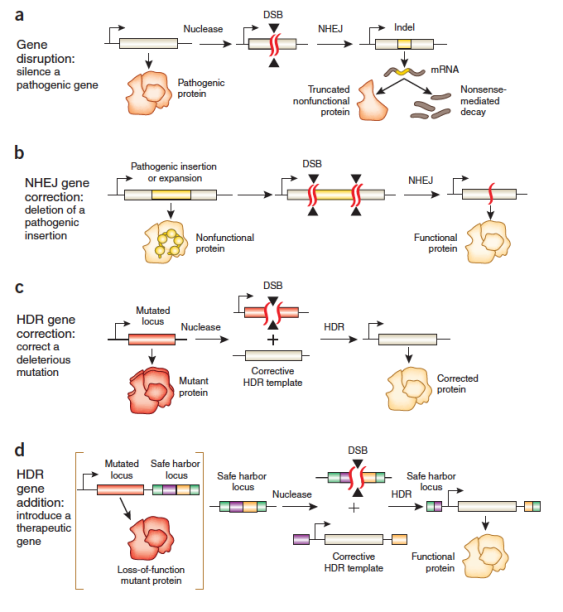 a
Gene
disruption:
silence a
pathogenic gene
Nuclease
DSB
NHEJ
Indel
Pathogenic
protein
mRNA
Truncated
nonfunctional
protein
Nonsense-
mediated
decay
b
NHEJ gene
correction:
deletion of a
pathogenic
insertion
Pathogenic insertion
or expansion
DSB
NHEJ
Nonfunctional
protein
Functional
protein
c
HDR gene
correction:
correct a
deleterious
mutation
Mutated
locus
Nuclease
DSB
+
HDR
Mutant
protein
Corrective
HDR template
Corrected
protein
d
HDR
gene
addition:
introduce a
therapeutic
gene
Mutated
locus
Safe harbor
locus
Loss-of-function
mutant protein
Safe harbor
locus
Nuclease
DSB
+
HDR
Safe harbor
locus
Corrective
HDR template
Functional
protein